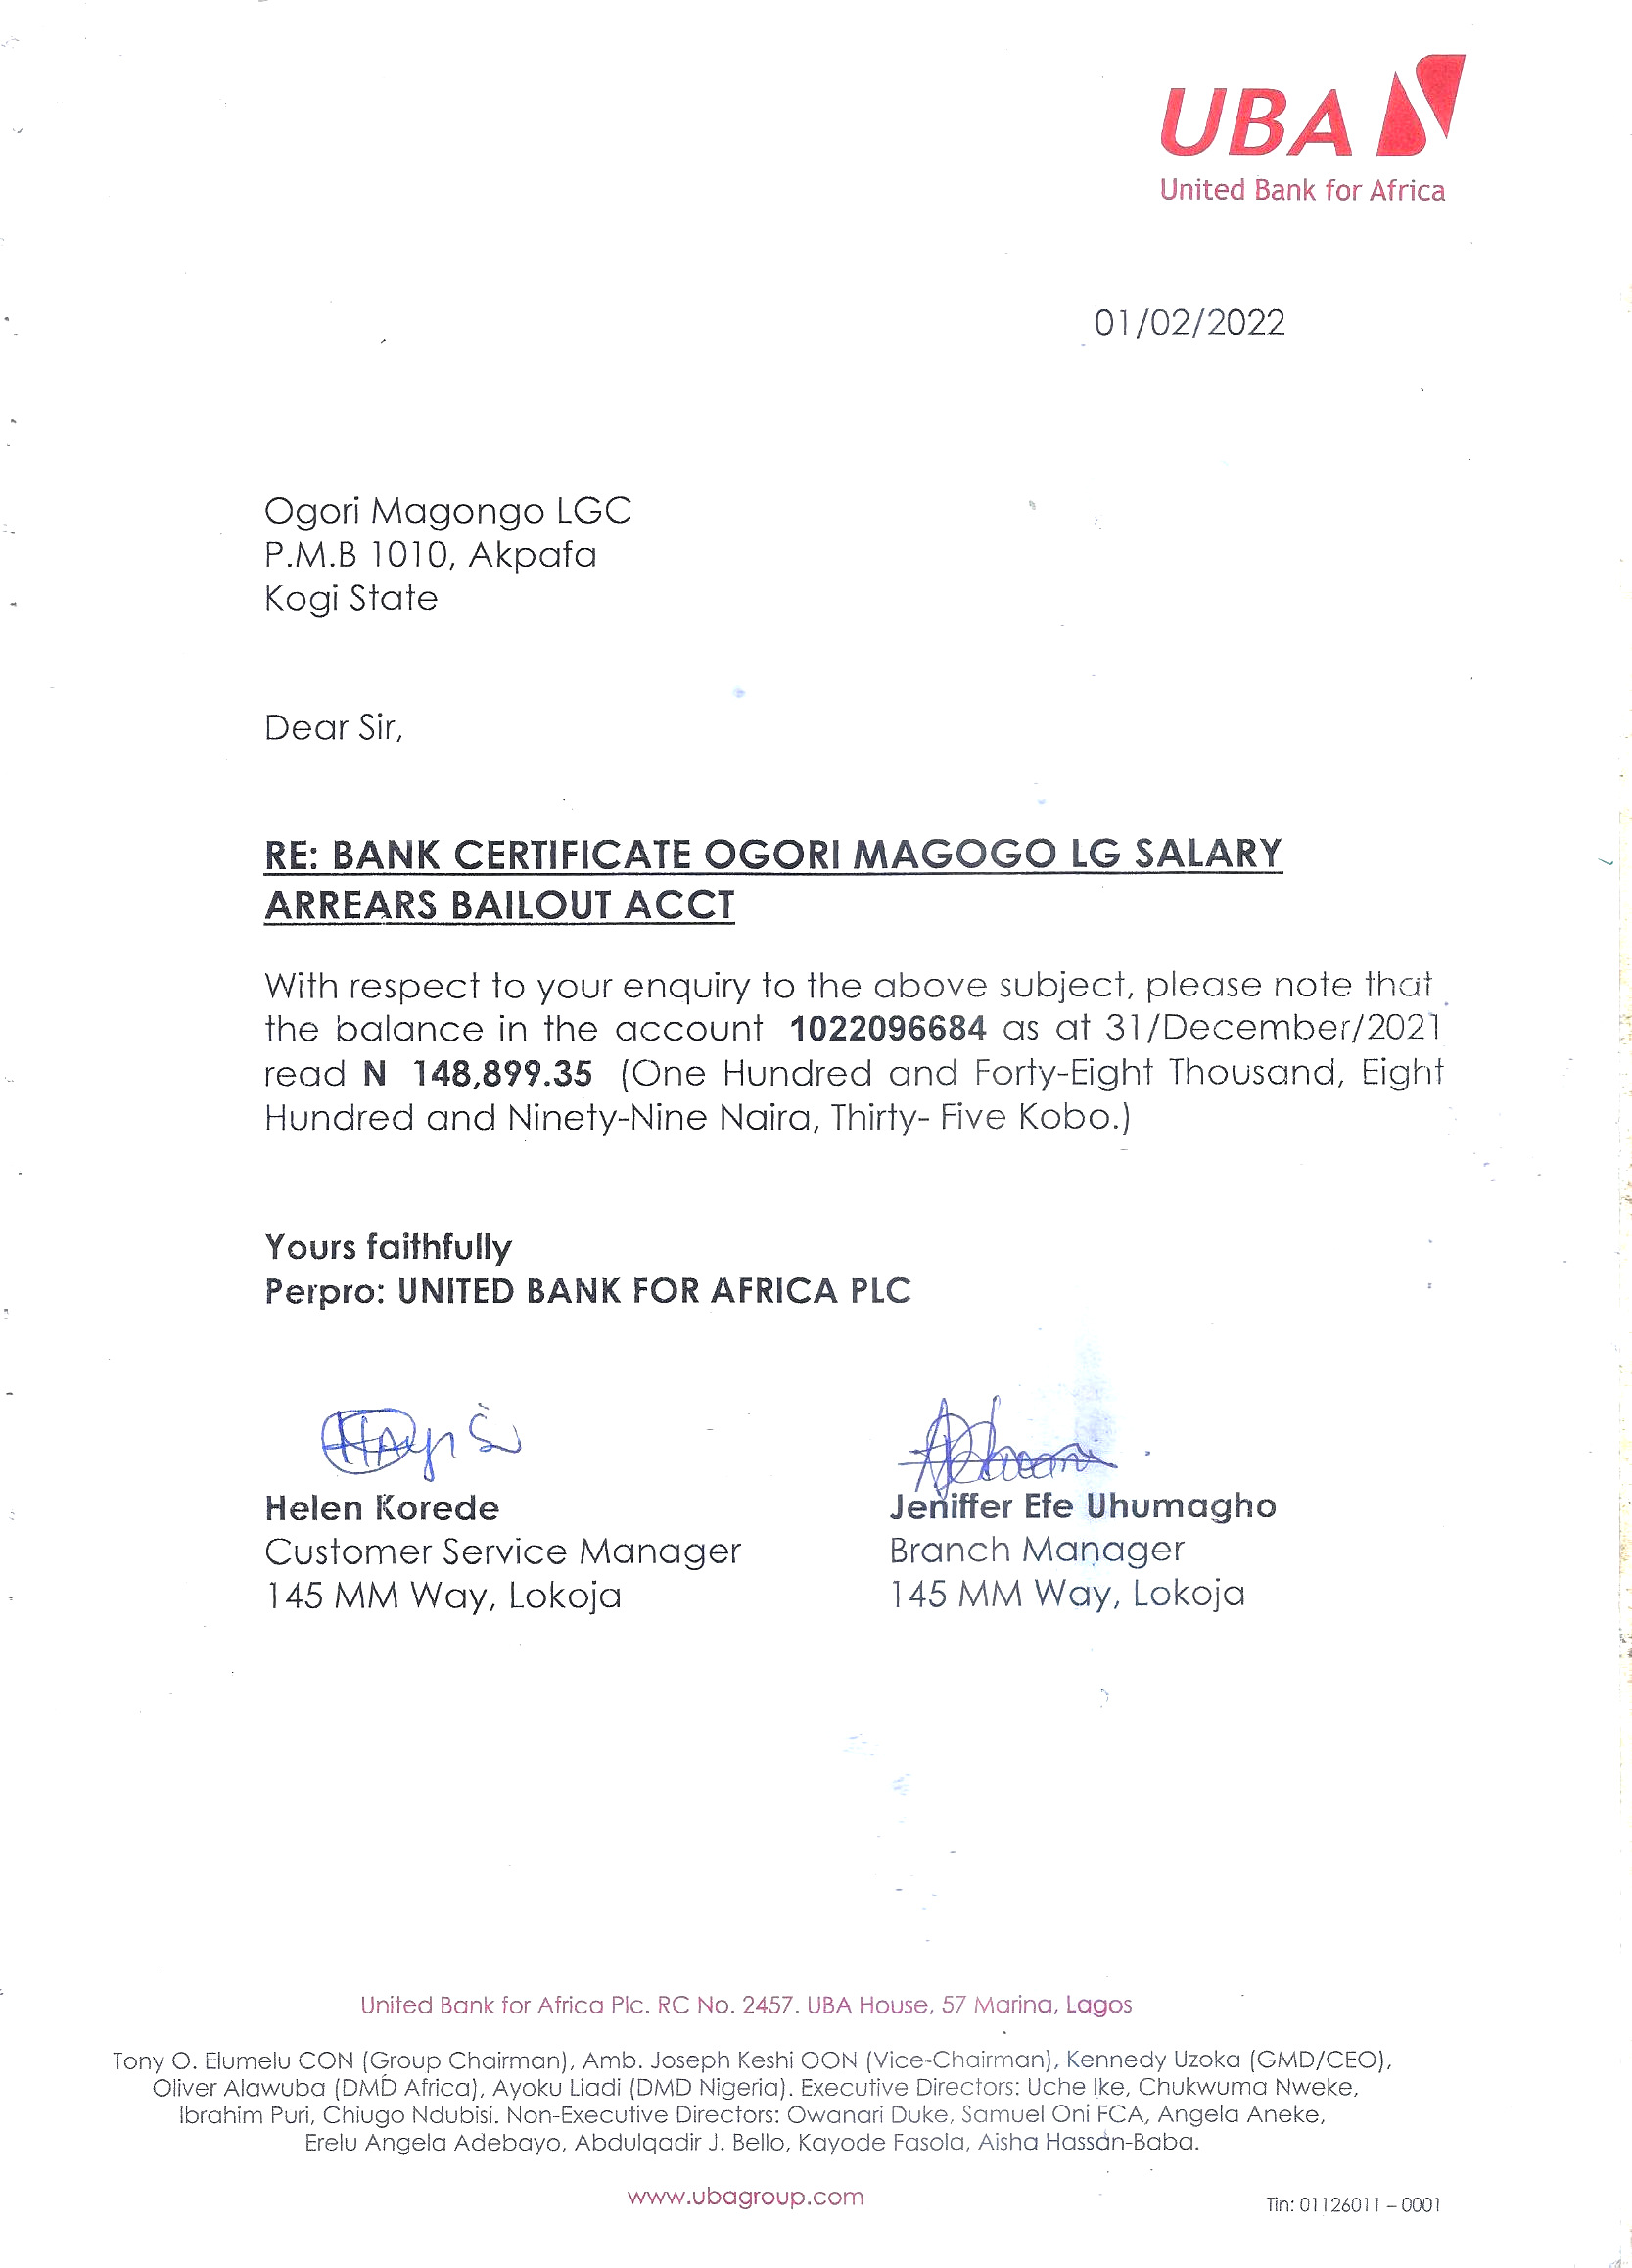 UBA
United Bank for Africa
01/02/2022
Ogori Magongo LGC
P.M.B 1010, Akpafa
Kogi State
Dear Sir,
RE: BANK CERTIFICATE OGORI MAGOGO LG SALARY
ARREARS BAILOUT ACCT
With respect to your enquiry to the above subject, please note that
the balance in the account 1022096684 as at 31/December/2021
read N 148,899.35 (One Hundred and Forty-Eight Thousand, Eight
Hundred and Ninety-Nine Naira, Thirty- Five Kobo.)
Yours faithfully
Perpro: UNITED BANK FOR AFRICA PLC
Helen Korede
Customer Service Manager
145 MM Way, Lokoja
Jeniffer Efe Uhumagho
Branch Manager
145 MM Way, Lokoja
United Bank for Africa Plc. RC No. 2457. UBA House, 57 Marina, Lagos
Tony O. Elumelu CON (Group Chairman), Amb. Joseph Keshi OON (Vice-Chairman), Kennedy Uzoka (GMD/CEO),
Oliver Alawuba (DMD Africa), Ayoku Liadi (DMD Nigeria). Executive Directors: Uche Ike, Chukwuma Nweke,
Ibrahim Puri, Chiugo Ndubisi. Non-Executive Directors: Owanari Duke, Samuel Oni FCA, Angela Aneke,
Erelu Angela Adebayo, Abdulqadir J. Bello, Kayode Fasola, Aisha Hassan-Baba.
www.ubagroup.com
Tin: 01126011 – 0001